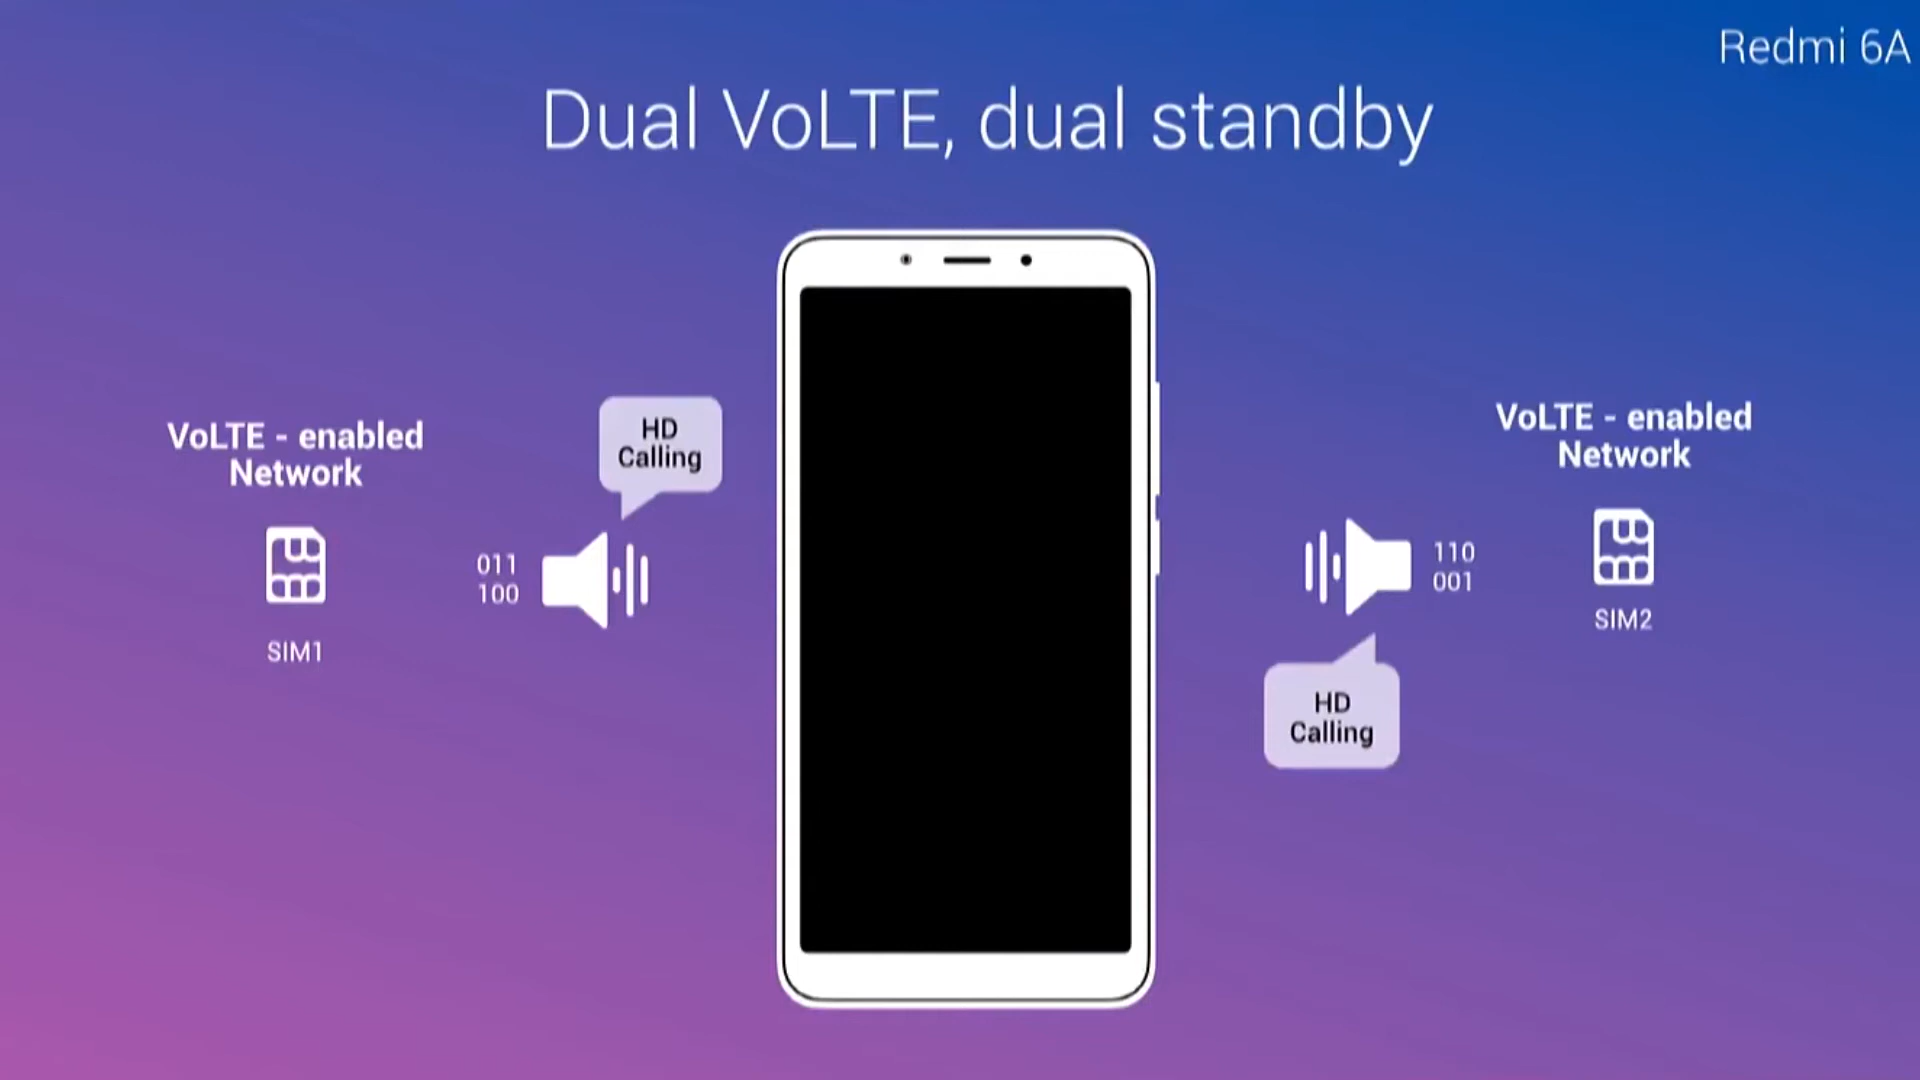 Redmi 6A
Dual VoLTE, dual standby
VoLTE - enabled
Network
SIM1
011
100
HD
Calling
HD
Calling
110
001
VoLTE - enabled
Network
SIM2